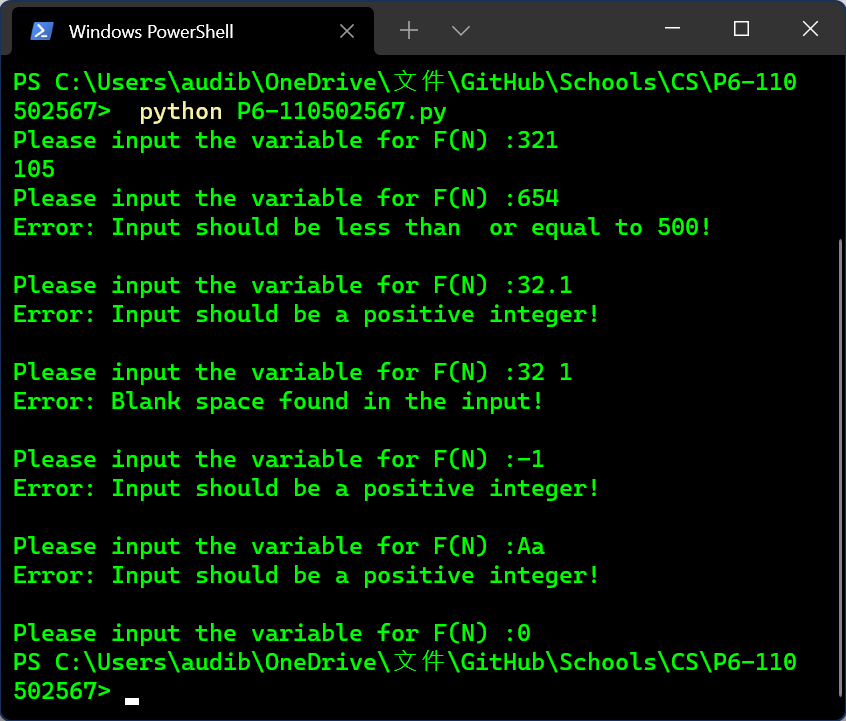 Windows PowerShell
PS C:\Users\audib\OneDrive\文件\GitHub\Schools\CS\P6-110
502567>  python P6-110502567.py
Please input the variable for F(N) :321
105
Please input the variable for F(N) :654
Error: Input should be less than  or equal to 500!
Please input the variable for F(N) :32.1
Error: Input should be a positive integer!
Please input the variable for F(N) :32 1
Error: Blank space found in the input!
Please input the variable for F(N) :-1
Error: Input should be a positive integer!
Please input the variable for F(N) :Aa
Error: Input should be a positive integer!
Please input the variable for F(N) :0
PS C:\Users\audib\OneDrive\文件\GitHub\Schools\CS\P6-110
502567>